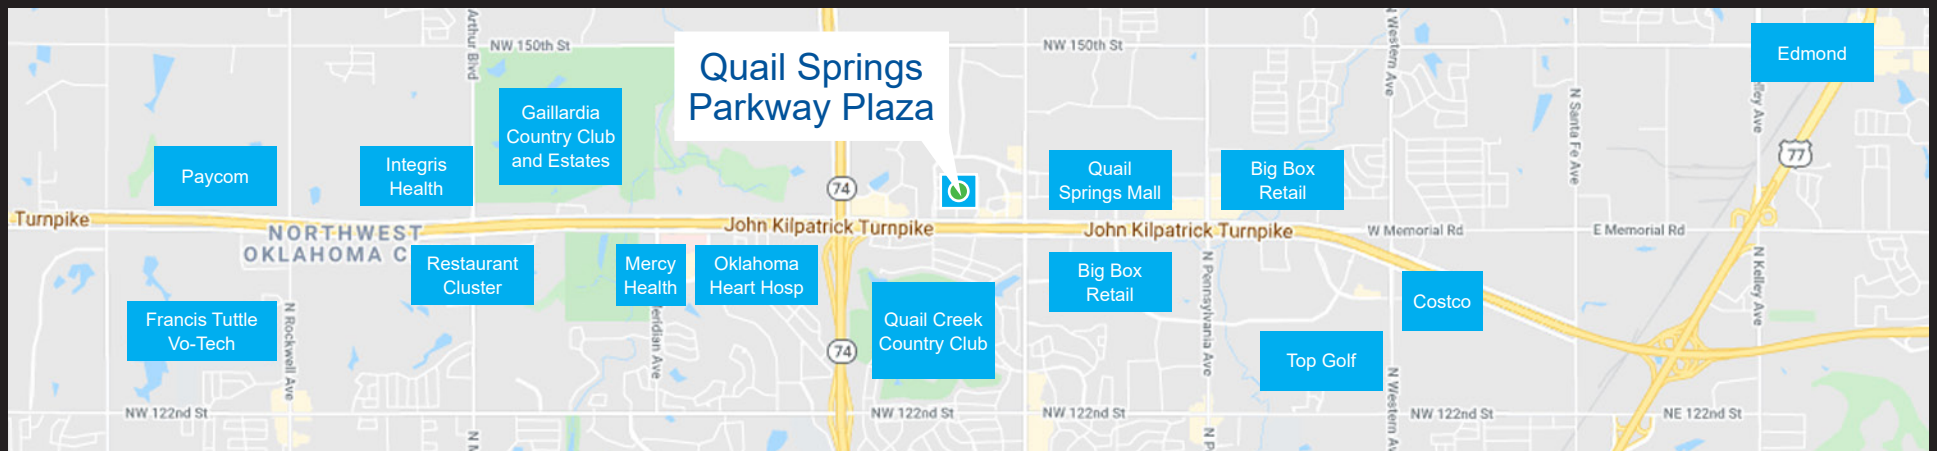 Arthur Blvd
NW 150th St
Quail Springs
Parkway Plaza
NW 150th St
N Western Ave
Edmond
Gaillardia
Country Club
and Estates
Paycom
Integris
Health
74
Quail
Springs Mall
Big Box
Retail
N Santa Fe Ave
77
Turnpike
NORTHWEST
OKLAHOMA C
John Kilpatrick Turnpike
John Kilpatrick Turnpike
W Memorial Rd
E Memorial Rd
Restaurant
Cluster
Mercy
Health
Oklahoma
Heart Hosp
Big Box
Retail
Costco
N Kelley Ave
Francis Tuttle
Vo-Tech
N Rockwell Ave
eridian Ave
74
Quail Creek
Country Club
N Pennsylvania Ave
Top Golf
NW 122nd St
NW 122nd St
NW 122nd St
N Western Av
NW 122nd St
NE 122nd St
N P